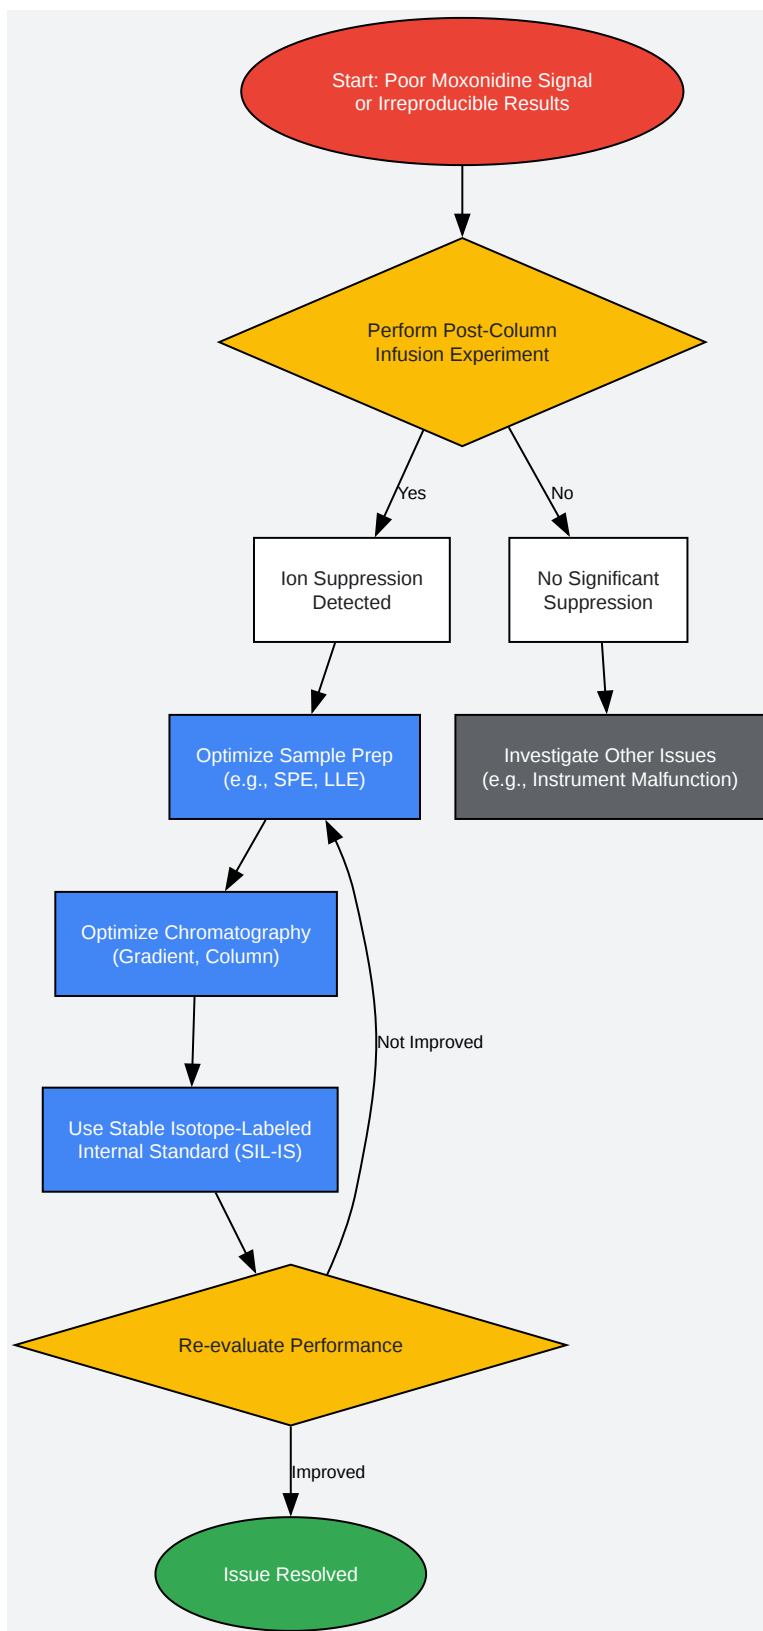 Start: Poor Moxonidine Signal
or Irreproducible Results
Perform Post-Column
Infusion Experiment
Yes
No
Ion Suppression
Detected
No Significant
Suppression
Optimize Sample Prep
(e.g., SPE, LLE)
Investigate Other Issues
(e.g., Instrument Malfunction)
Optimize Chromatography
(Gradient, Column)
Not Improved
Use Stable Isotope-Labeled
Internal Standard (SIL-IS)
Re-evaluate Performance
Improved
Issue Resolved